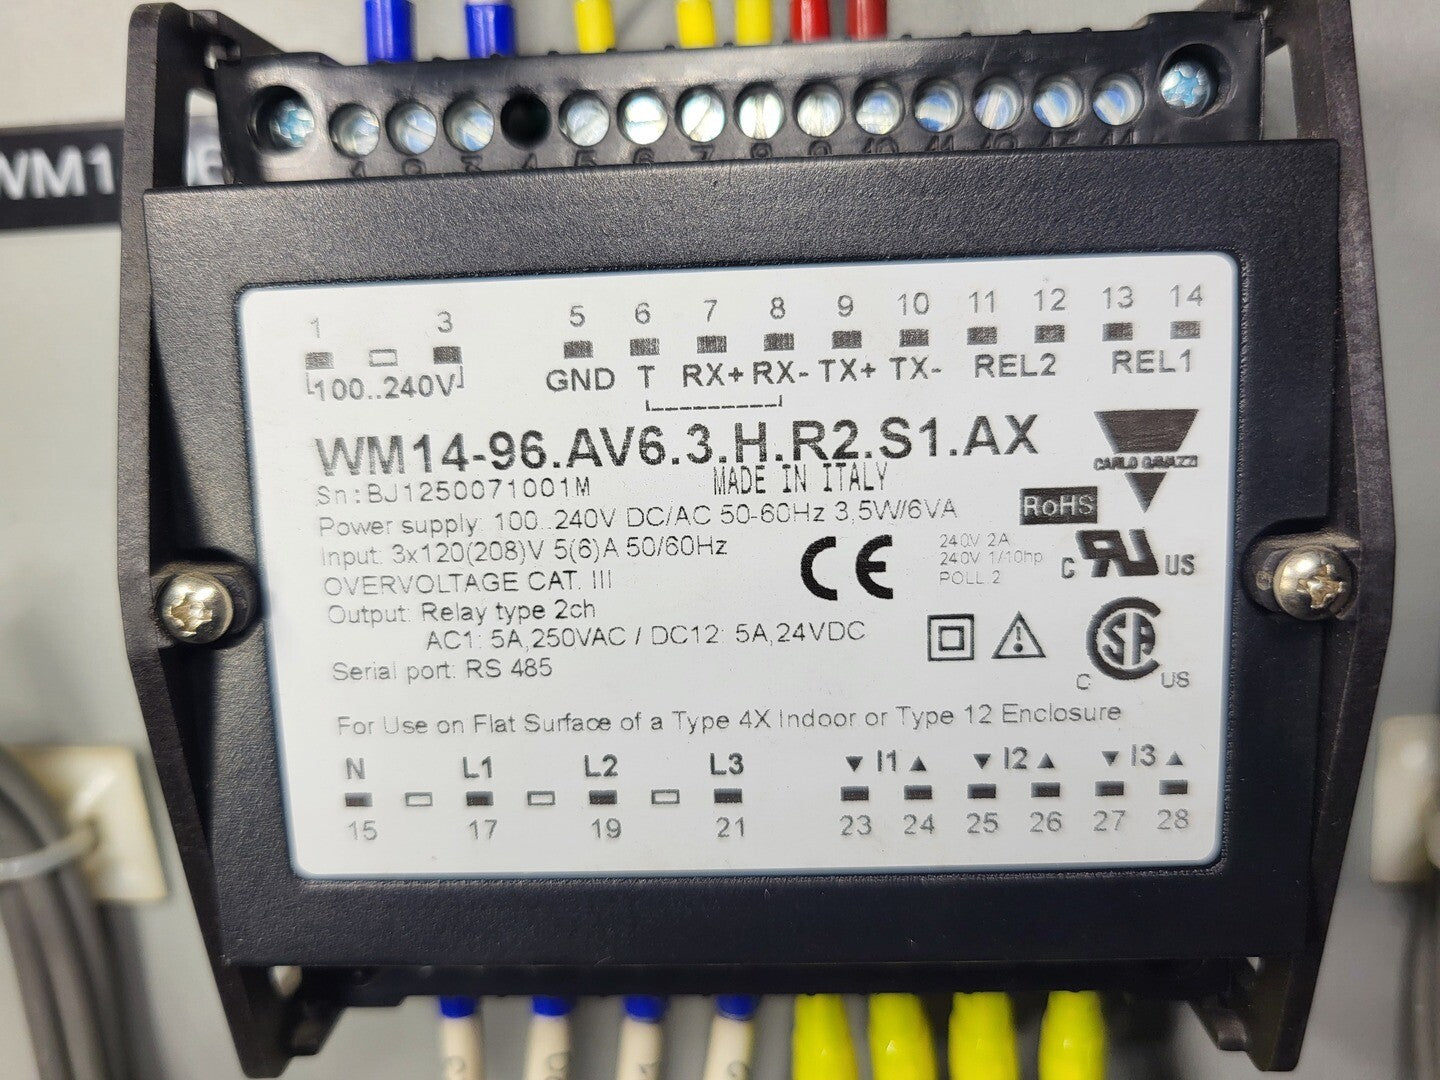 WM1
1 3 5 6 7 8 9 10 11 12 13 14
100..240V GND T RX+ RX- TX+ TX- REL2 REL1
WM14-96.AV6.3.H.R2.S1.AX
CARLO GAVAZZI
Sn:BJ1250071001M MADE IN ITALY
Power supply: 100..240V DC/AC 50-60Hz 3,5W/6VA
RoHS
Input: 3x120(208)V 5(6)A 50/60Hz
CE
240V 2A
240V 1/10hp
POLL.2
C RU US
OVERVOLTAGE CAT. III
Output: Relay type 2ch
AC1: 5A,250VAC / DC12: 5A,24VDC
Serial port: RS 485
C SA US
For Use on Flat Surface of a Type 4X Indoor or Type 12 Enclosure
N L1 L2 L3 ▼ I1 ▲ ▼ I2 ▲ ▼ I3 ▲
15 17 19 21 23 24 25 26 27 28